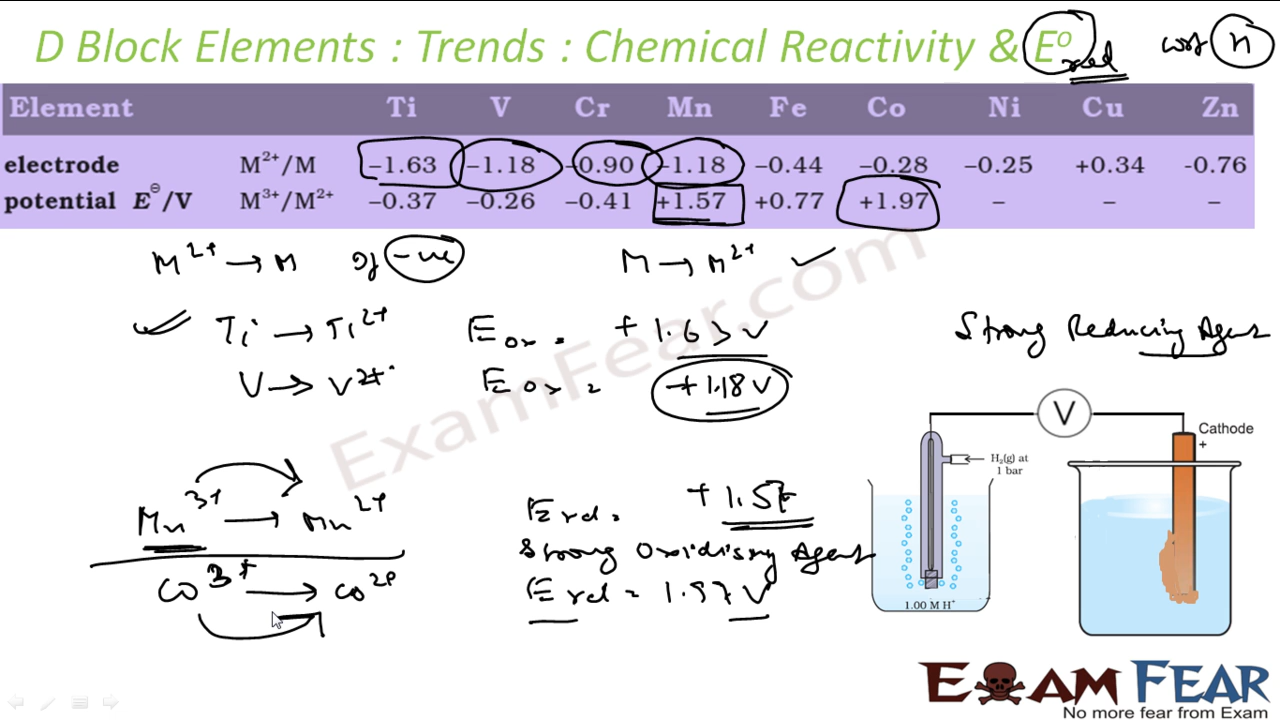 D Block Elements : Trends : Chemical Reactivity & E⁰ red wrt H
Element Ti V Cr Mn Fe Co Ni Cu Zn
electrode M²⁺/M −1.63 −1.18 −0.90 −1.18 −0.44 −0.28 −0.25 +0.34 -0.76
potential E⊖/V M³⁺/M²⁺ −0.37 −0.26 −0.41 +1.57 +0.77 +1.97 – – –
M²⁺ → M if -ve M → M²⁺ ✓
✓ Ti → Ti²⁺ E ox = + 1.63 V Strong Reducing Agent
V → V²⁺ E ox = + 1.18 V
V
Cathode
+
H₂(g) at
1 bar
Mn³⁺ → Mn²⁺ E rd = + 1.57
Strong Oxidising Agent
Co³⁺ → Co²⁺ E rd = 1.97 V
1.00 M H⁺
ExamFear.com
EXAM FEAR
No more fear from Exam